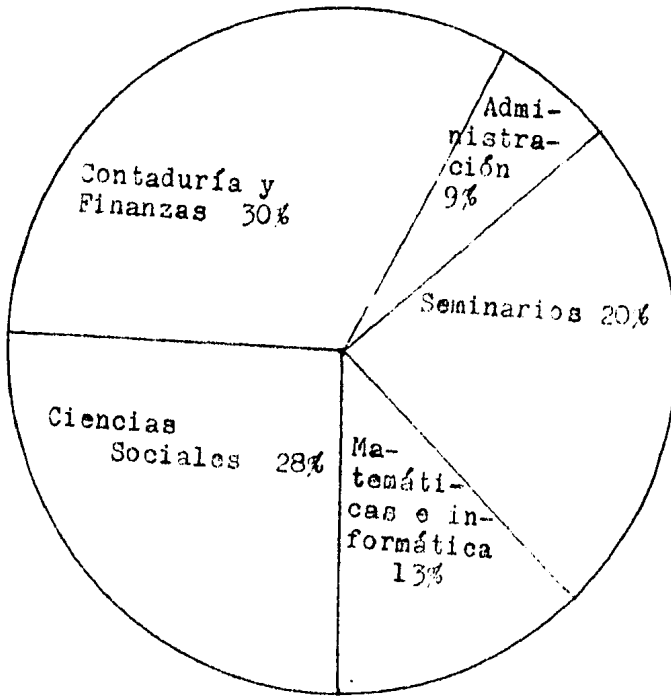 Admi-
nistra-
ción
9%
Contaduría y
Finanzas 30%
Seminarios 20%
Ciencias
Sociales 28%
Ma-
temáti-
cas e in-
formática
13%